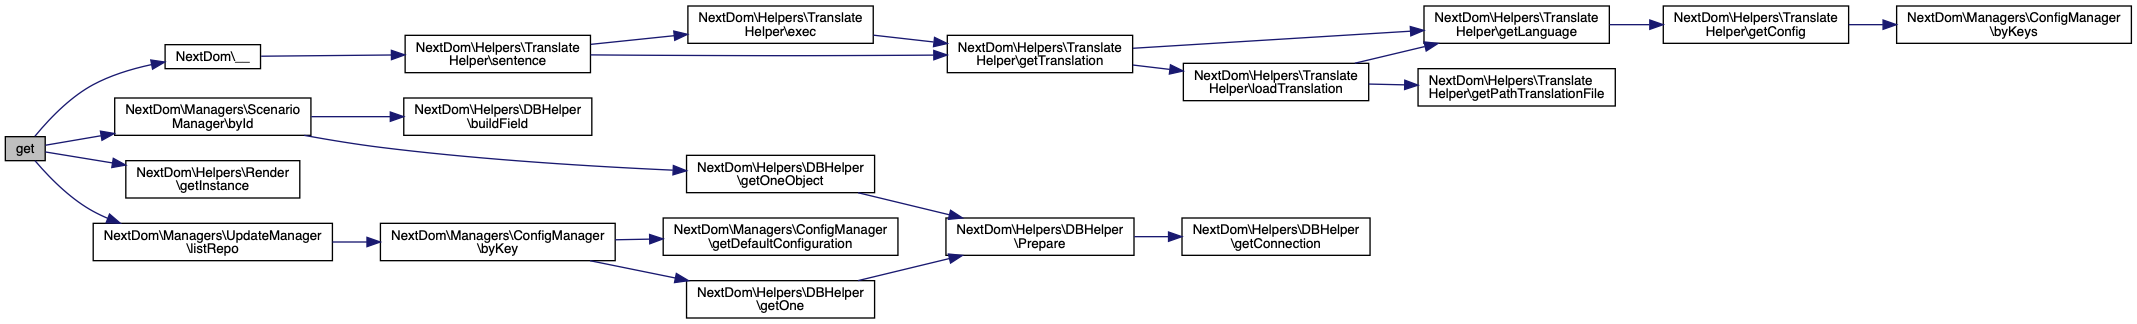 get
NextDom\__
NextDom\Managers\Scenario
Manager\byId
NextDom\Helpers\Render
\getInstance
NextDom\Managers\UpdateManager
\listRepo
NextDom\Helpers\Translate
Helper\sentence
NextDom\Helpers\DBHelper
\buildField
NextDom\Managers\ConfigManager
\byKey
NextDom\Helpers\Translate
Helper\exec
NextDom\Helpers\DBHelper
\getOneObject
NextDom\Managers\ConfigManager
\getDefaultConfiguration
NextDom\Helpers\DBHelper
\getOne
NextDom\Helpers\Translate
Helper\getTranslation
NextDom\Helpers\DBHelper
\Prepare
NextDom\Helpers\Translate
Helper\loadTranslation
NextDom\Helpers\DBHelper
\getConnection
NextDom\Helpers\Translate
Helper\getLanguage
NextDom\Helpers\Translate
Helper\getPathTranslationFile
NextDom\Helpers\Translate
Helper\getConfig
NextDom\Managers\ConfigManager
\byKeys